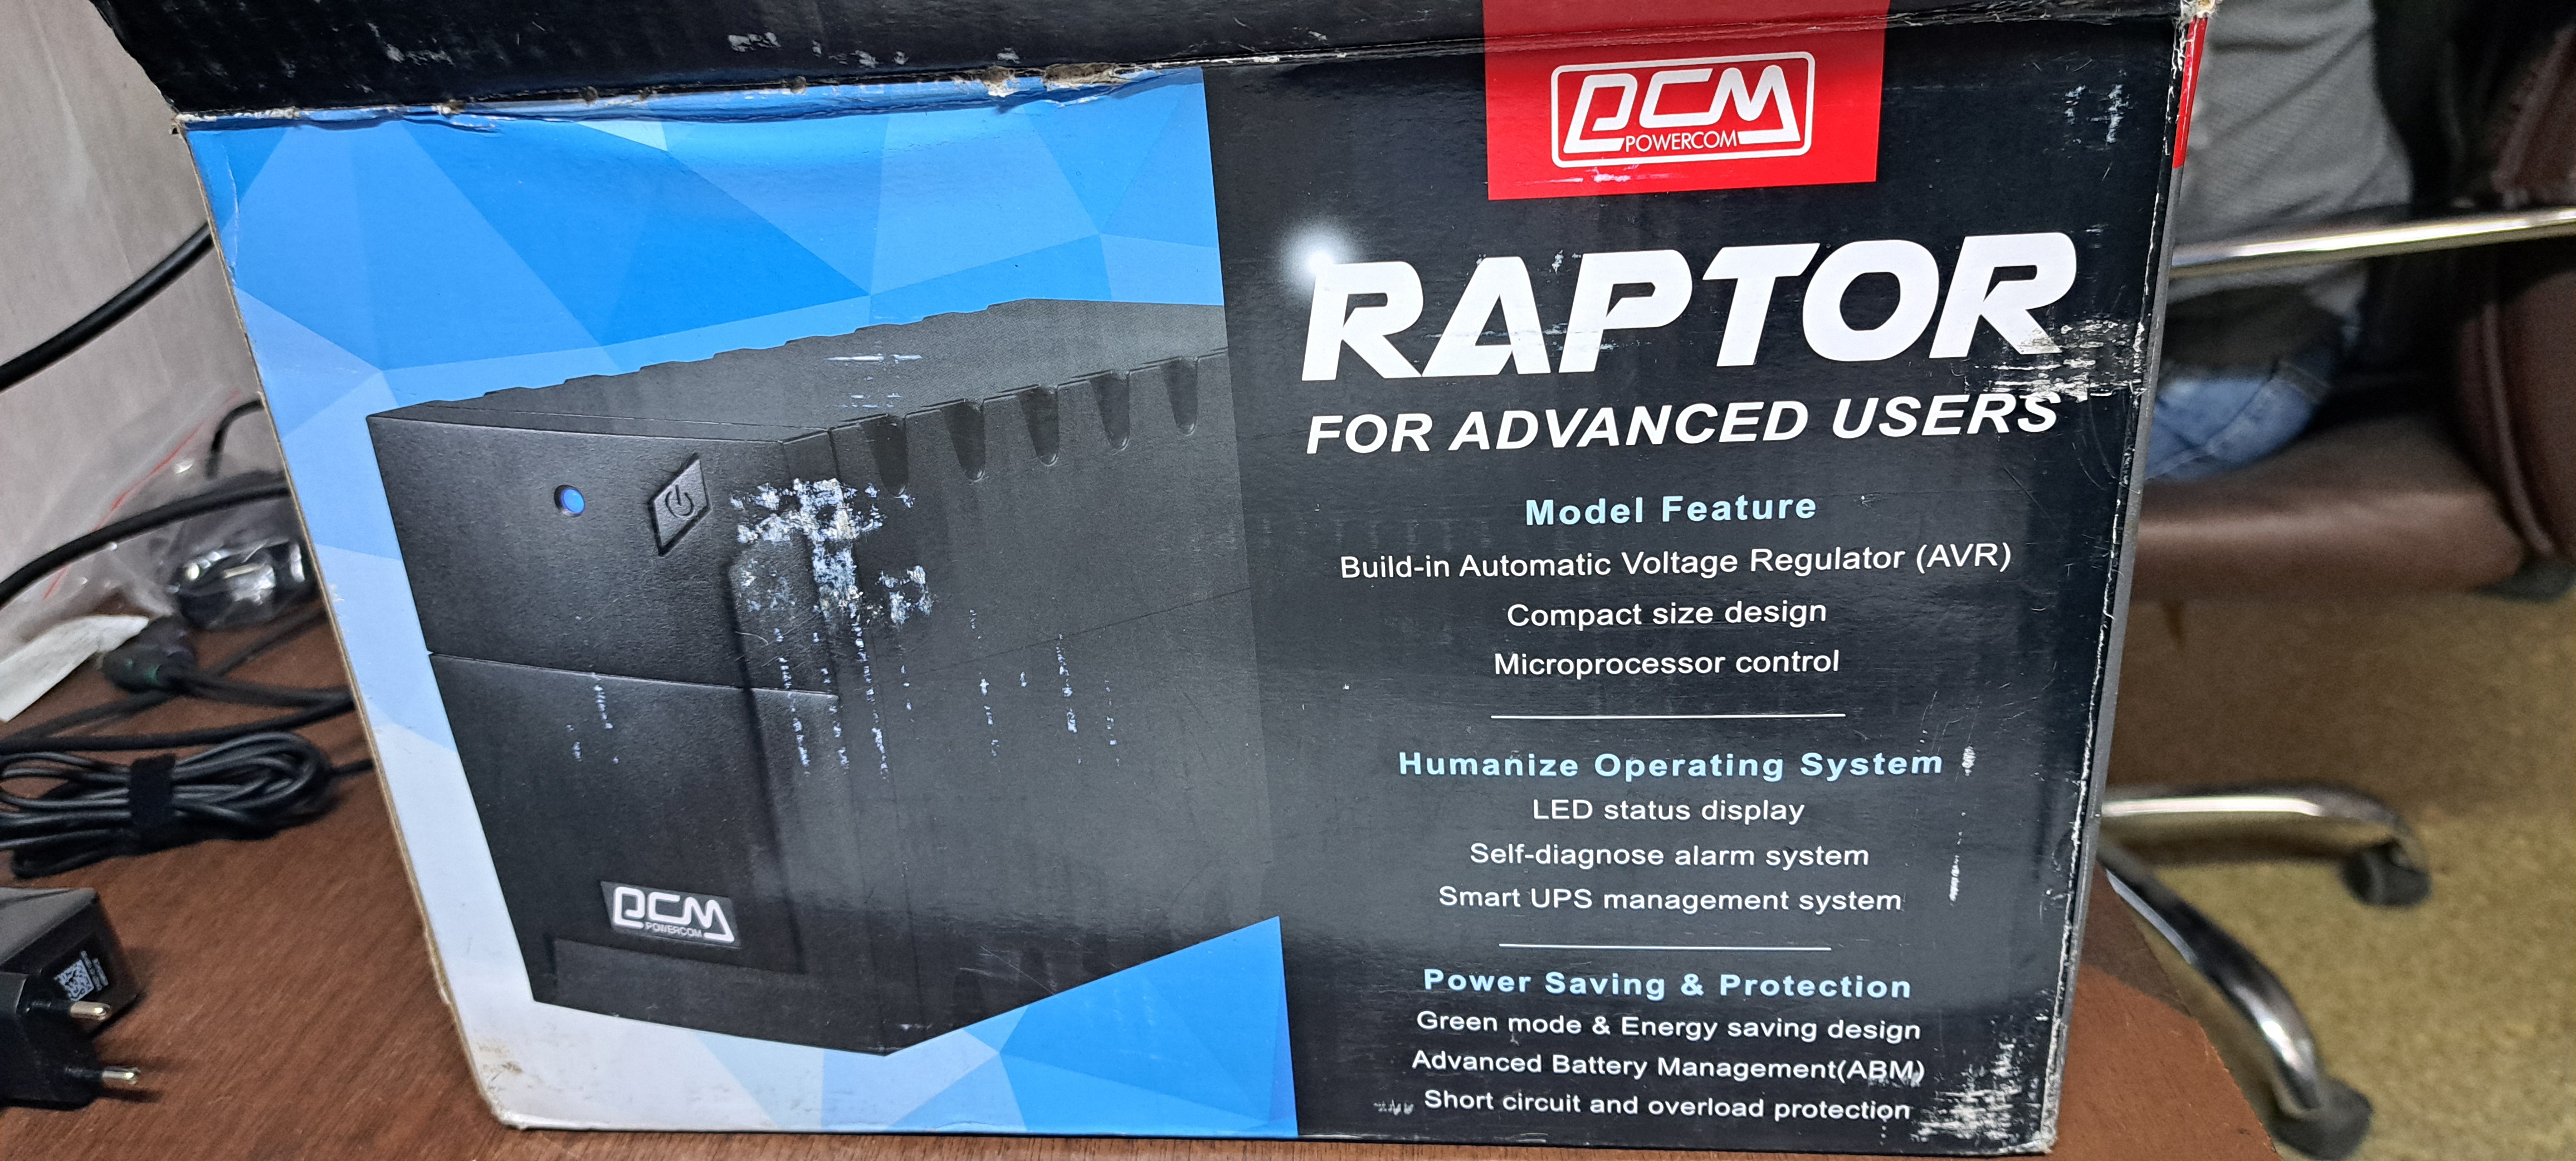 PCM
POWERCOM
RAPTOR
FOR ADVANCED USERS
Model Feature
Build-in Automatic Voltage Regulator (AVR)
Compact size design
Microprocessor control
Humanize Operating System
LED status display
Self-diagnose alarm system
Smart UPS management system
Power Saving & Protection
Green mode & Energy saving design
Advanced Battery Management(ABM)
Short circuit and overload protection
PCM
POWERCOM